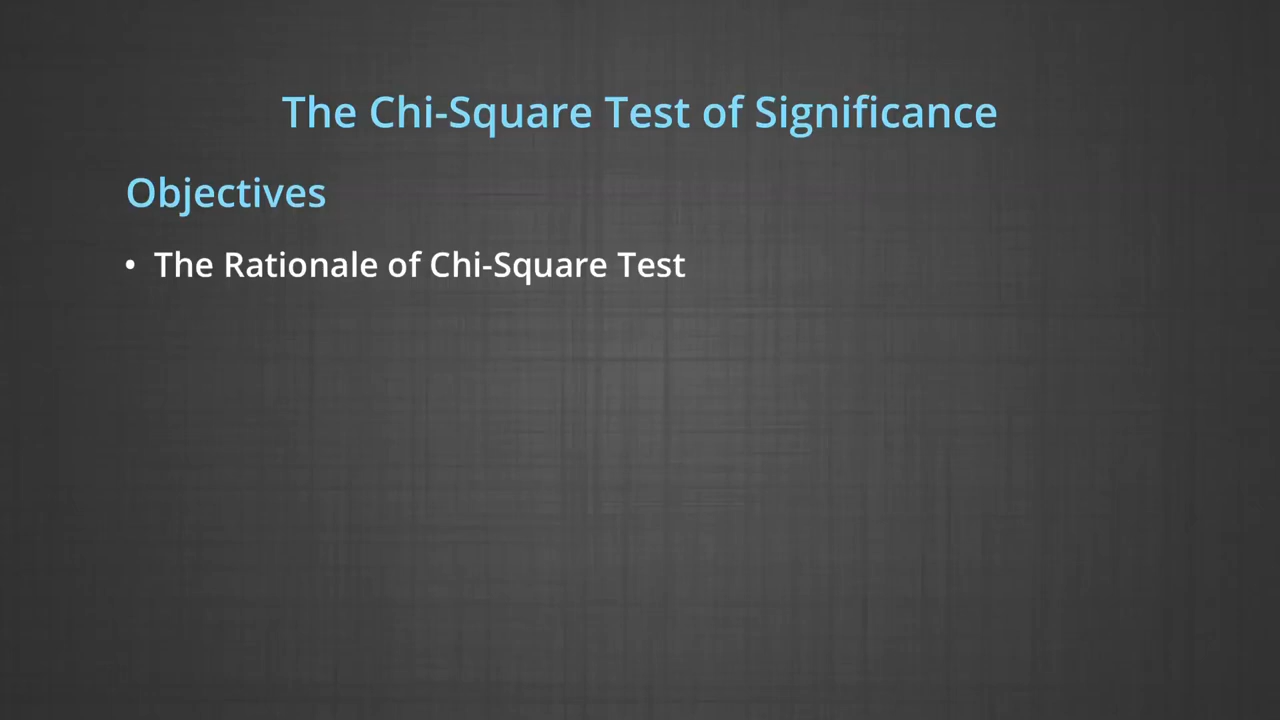 The Chi-Square Test of Significance
Objectives
• The Rationale of Chi-Square Test